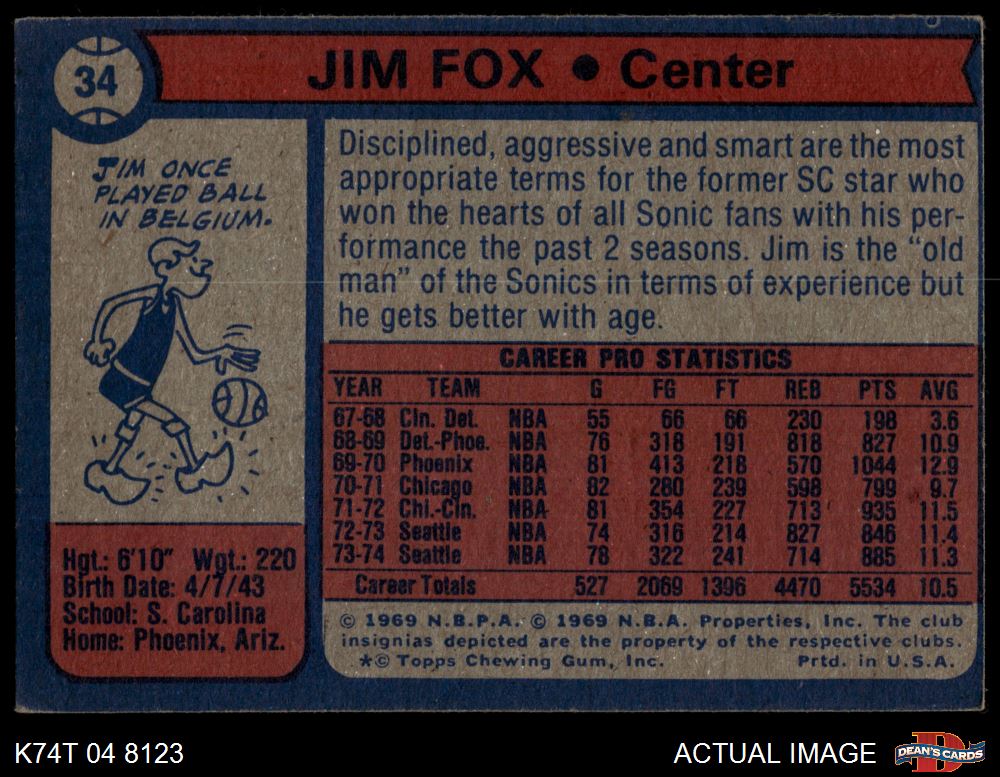 34
JIM FOX • Center
JIM ONCE
PLAYED BALL
IN BELGIUM.
Hgt.: 6'10" Wgt.: 220
Birth Date: 4/7/43
School: S. Carolina
Home: Phoenix, Ariz.
Disciplined, aggressive and smart are the most
appropriate terms for the former SC star who
won the hearts of all Sonic fans with his per-
formance the past 2 seasons. Jim is the "old
man" of the Sonics in terms of experience but
he gets better with age.
CAREER PRO STATISTICS
YEAR TEAM G FG FT REB PTS AVG
67-68 Cin. Det. NBA 55 66 66 230 198 3.6
68-69 Det.-Phoe. NBA 76 318 191 818 827 10.9
69-70 Phoenix NBA 81 413 218 570 1044 12.9
70-71 Chicago NBA 82 280 239 598 799 9.7
71-72 Chi.-Cin. NBA 81 354 227 713 935 11.5
72-73 Seattle NBA 74 316 214 827 846 11.4
73-74 Seattle NBA 78 322 241 714 885 11.3
Career Totals 527 2069 1396 4470 5534 10.5
© 1969 N.B.P.A. © 1969 N.B.A. Properties, Inc. The club
insignias depicted are the property of the respective clubs.
*© Topps Chewing Gum, Inc. Prtd. in U.S.A.
K74T 04 8123
ACTUAL IMAGE
D
DEAN'S CARDS